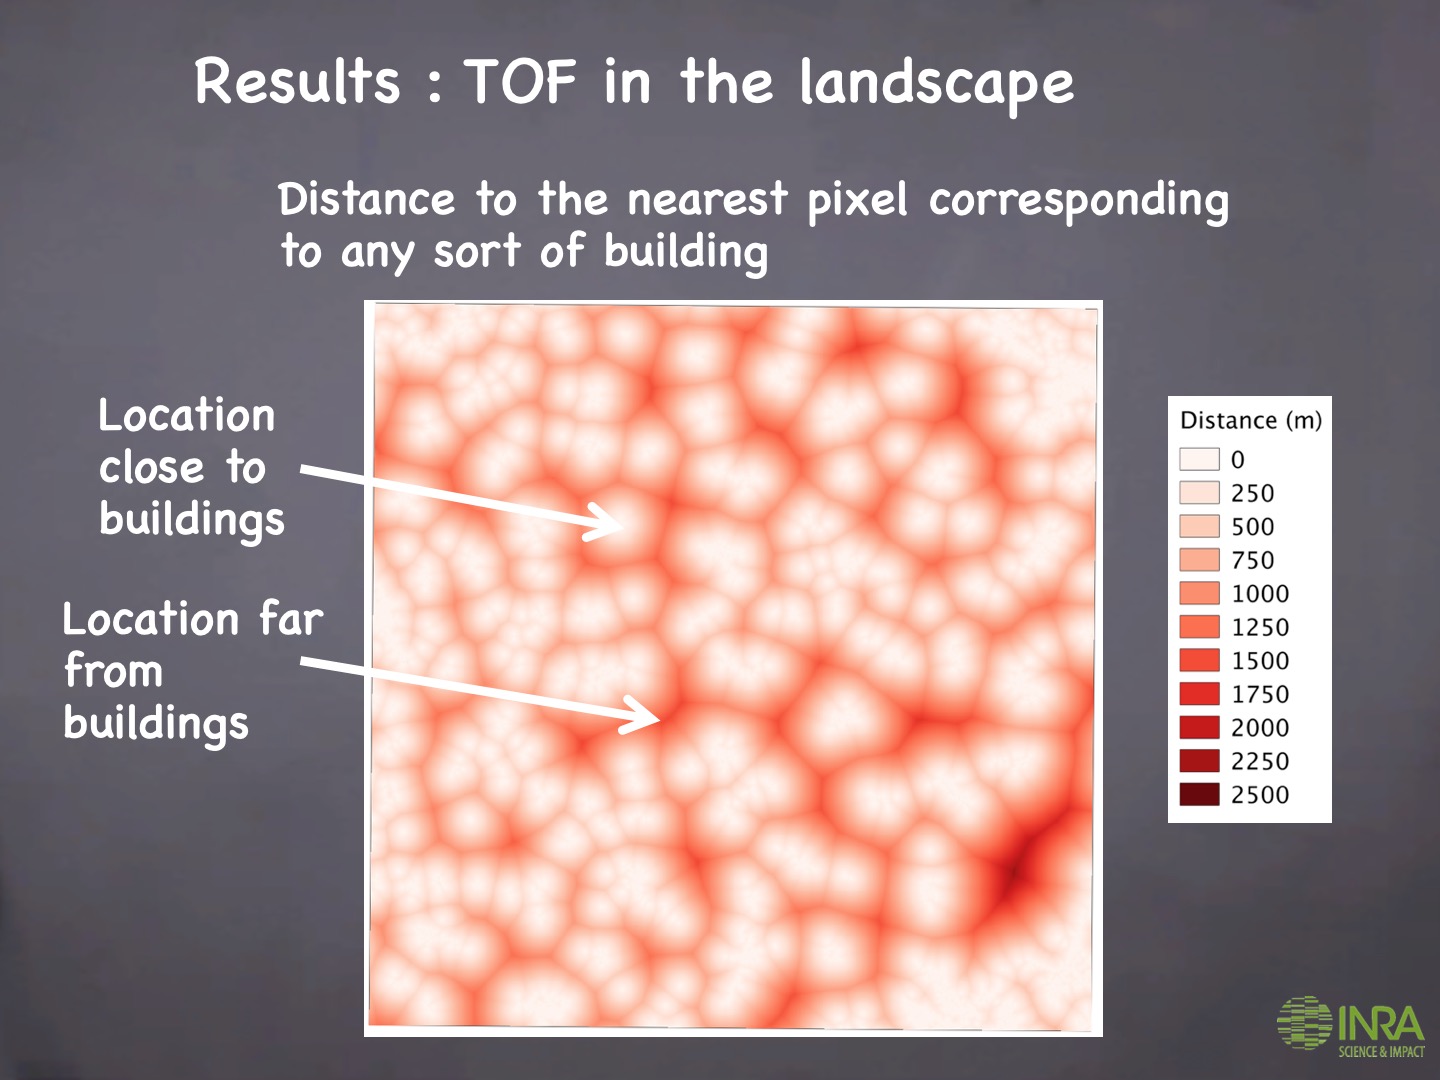 Results : TOF in the landscape
Distance to the nearest pixel corresponding
to any sort of building
Location
close to
buildings
Location far
from
buildings
Distance (m)
0
250
500
750
1000
1250
1500
1750
2000
2250
2500
INRA
SCIENCE & IMPACT